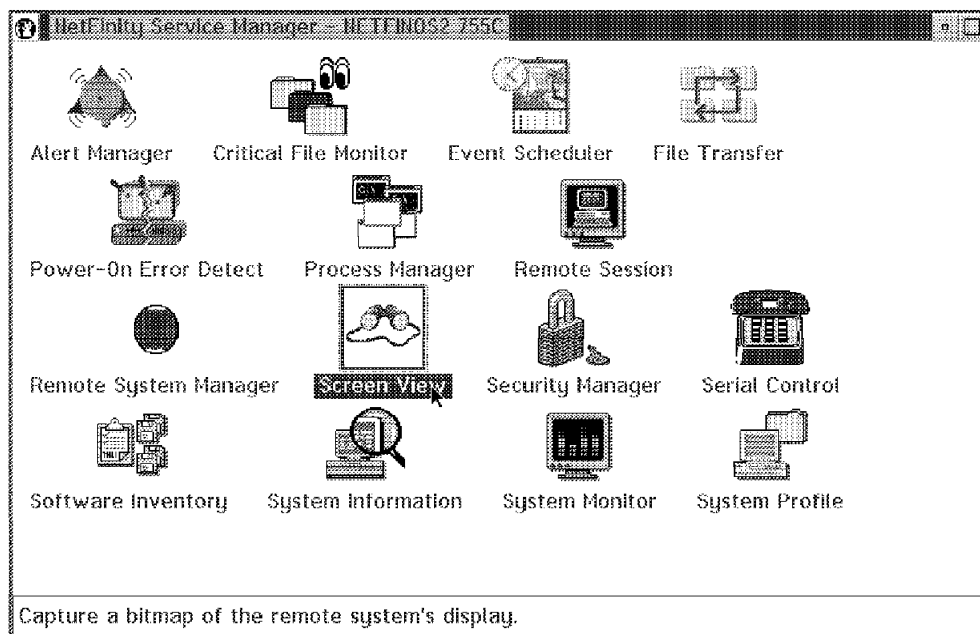 NetFinity Service Manager - NETFINOS2 755C
Alert Manager Critical File Monitor Event Scheduler File Transfer
Power-On Error Detect Process Manager Remote Session
Remote System Manager Screen View Security Manager Serial Control
Software Inventory System Information System Monitor System Profile
Capture a bitmap of the remote system's display.